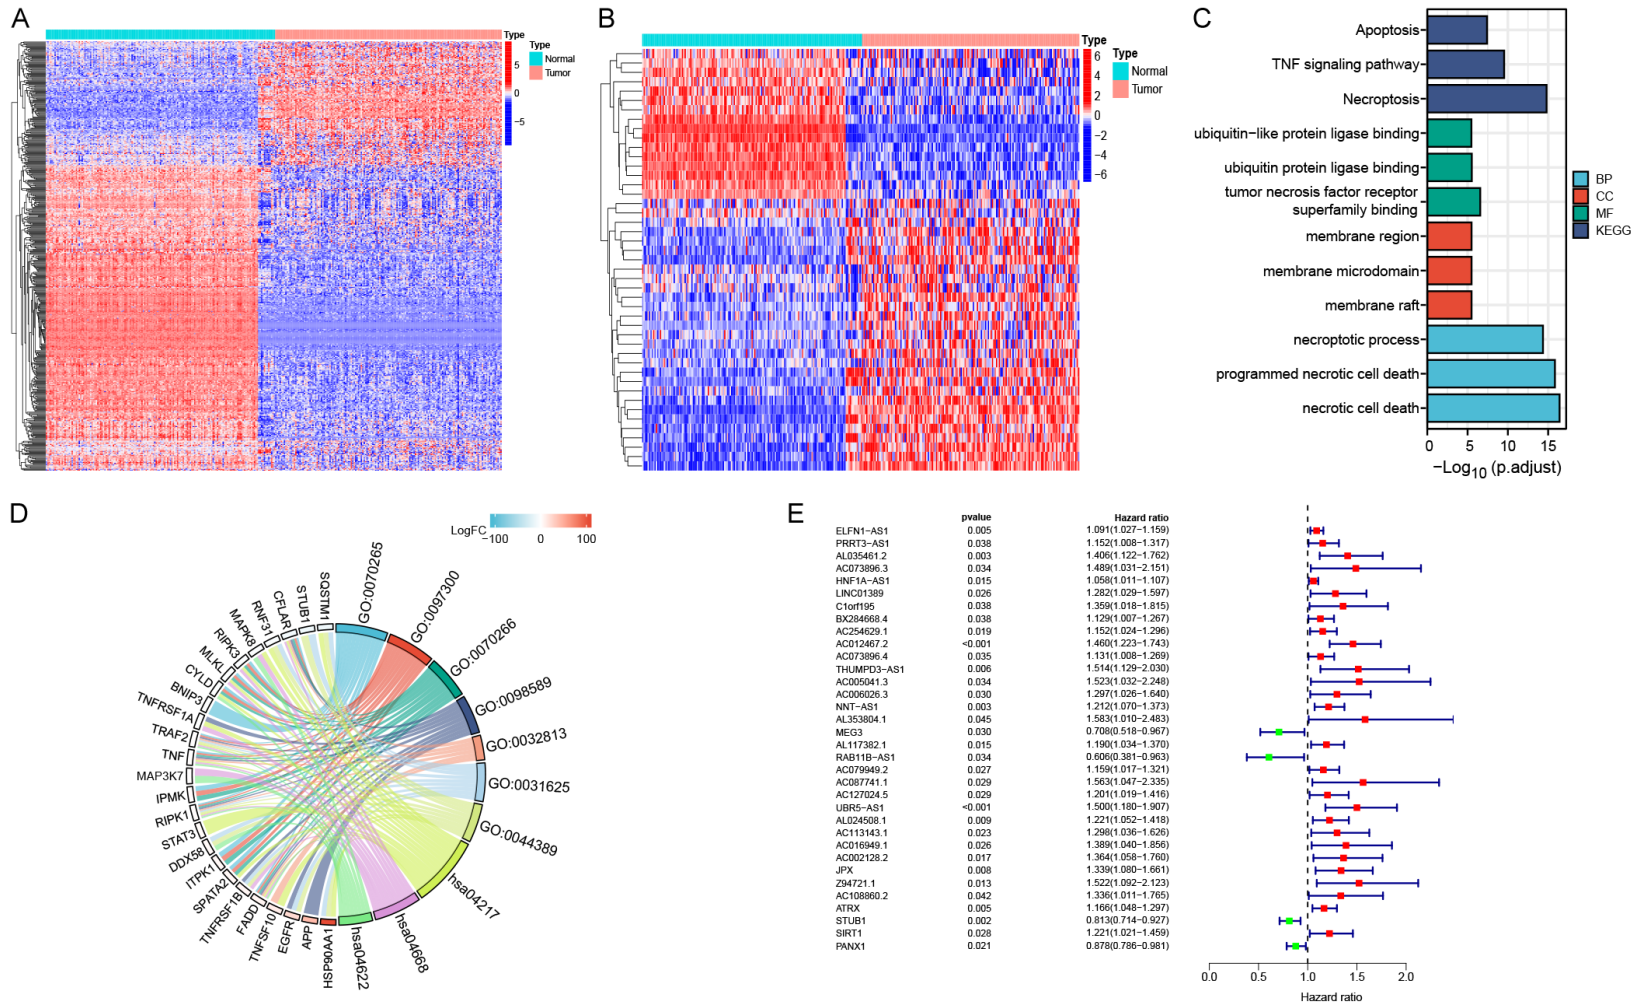 A
Type
5
0
−5
Type
Normal
Tumor
B
Type
6
4
2
0
−2
−4
−6
Type
Normal
Tumor
C
Apoptosis
TNF signaling pathway
Necroptosis
ubiquitin−like protein ligase binding
ubiquitin protein ligase binding
tumor necrosis factor receptor
superfamily binding
membrane region
membrane microdomain
membrane raft
necroptotic process
programmed necrotic cell death
necrotic cell death
0 5 10 15
−Log10 (p.adjust)
BP
CC
MF
KEGG
D
LogFC
−100 0 100
SQSTM1
STUB1
CFLAR
RNF31
MAPK8
RIPK3
MLKL
CYLD
BNIP3
TNFRSF1A
TRAF2
TNF
MAP3K7
IPMK
RIPK1
STAT3
DDX58
ITPK1
SPATA2
TNFRSF1B
FADD
TNFSF10
EGFR
APP
HSP90AA1
GO:0070265
GO:0097300
GO:0070266
GO:0098589
GO:0032813
GO:0031625
GO:0044389
hsa04217
hsa04668
hsa04622
E
pvalue Hazard ratio
ELFN1−AS1 0.005 1.091(1.027−1.159)
PRRT3−AS1 0.038 1.152(1.008−1.317)
AL035461.2 0.003 1.406(1.122−1.762)
AC073896.3 0.034 1.489(1.031−2.151)
HNF1A−AS1 0.015 1.058(1.011−1.107)
LINC01389 0.026 1.282(1.029−1.597)
C1orf195 0.038 1.359(1.018−1.815)
BX284668.4 0.038 1.129(1.007−1.267)
AC254629.1 0.019 1.152(1.024−1.296)
AC012467.2 <0.001 1.460(1.223−1.743)
AC073896.4 0.035 1.131(1.008−1.269)
THUMPD3−AS1 0.006 1.514(1.129−2.030)
AC005041.3 0.034 1.523(1.032−2.248)
AC006026.3 0.030 1.297(1.026−1.640)
NNT−AS1 0.003 1.212(1.070−1.373)
AL353804.1 0.045 1.583(1.010−2.483)
MEG3 0.030 0.708(0.518−0.967)
AL117382.1 0.015 1.190(1.034−1.370)
RAB11B−AS1 0.034 0.606(0.381−0.963)
AC079949.2 0.027 1.159(1.017−1.321)
AC087741.1 0.029 1.563(1.047−2.335)
AC127024.5 0.029 1.201(1.019−1.416)
UBR5−AS1 <0.001 1.500(1.180−1.907)
AL024508.1 0.009 1.221(1.052−1.418)
AC113143.1 0.023 1.298(1.036−1.626)
AC016949.1 0.026 1.389(1.040−1.856)
AC002128.2 0.017 1.364(1.058−1.760)
JPX 0.008 1.339(1.080−1.661)
Z94721.1 0.013 1.522(1.092−2.123)
AC108860.2 0.042 1.336(1.011−1.765)
ATRX 0.005 1.166(1.048−1.297)
STUB1 0.002 0.813(0.714−0.927)
SIRT1 0.028 1.221(1.021−1.459)
PANX1 0.021 0.878(0.786−0.981)
0.0 0.5 1.0 1.5 2.0
Hazard ratio